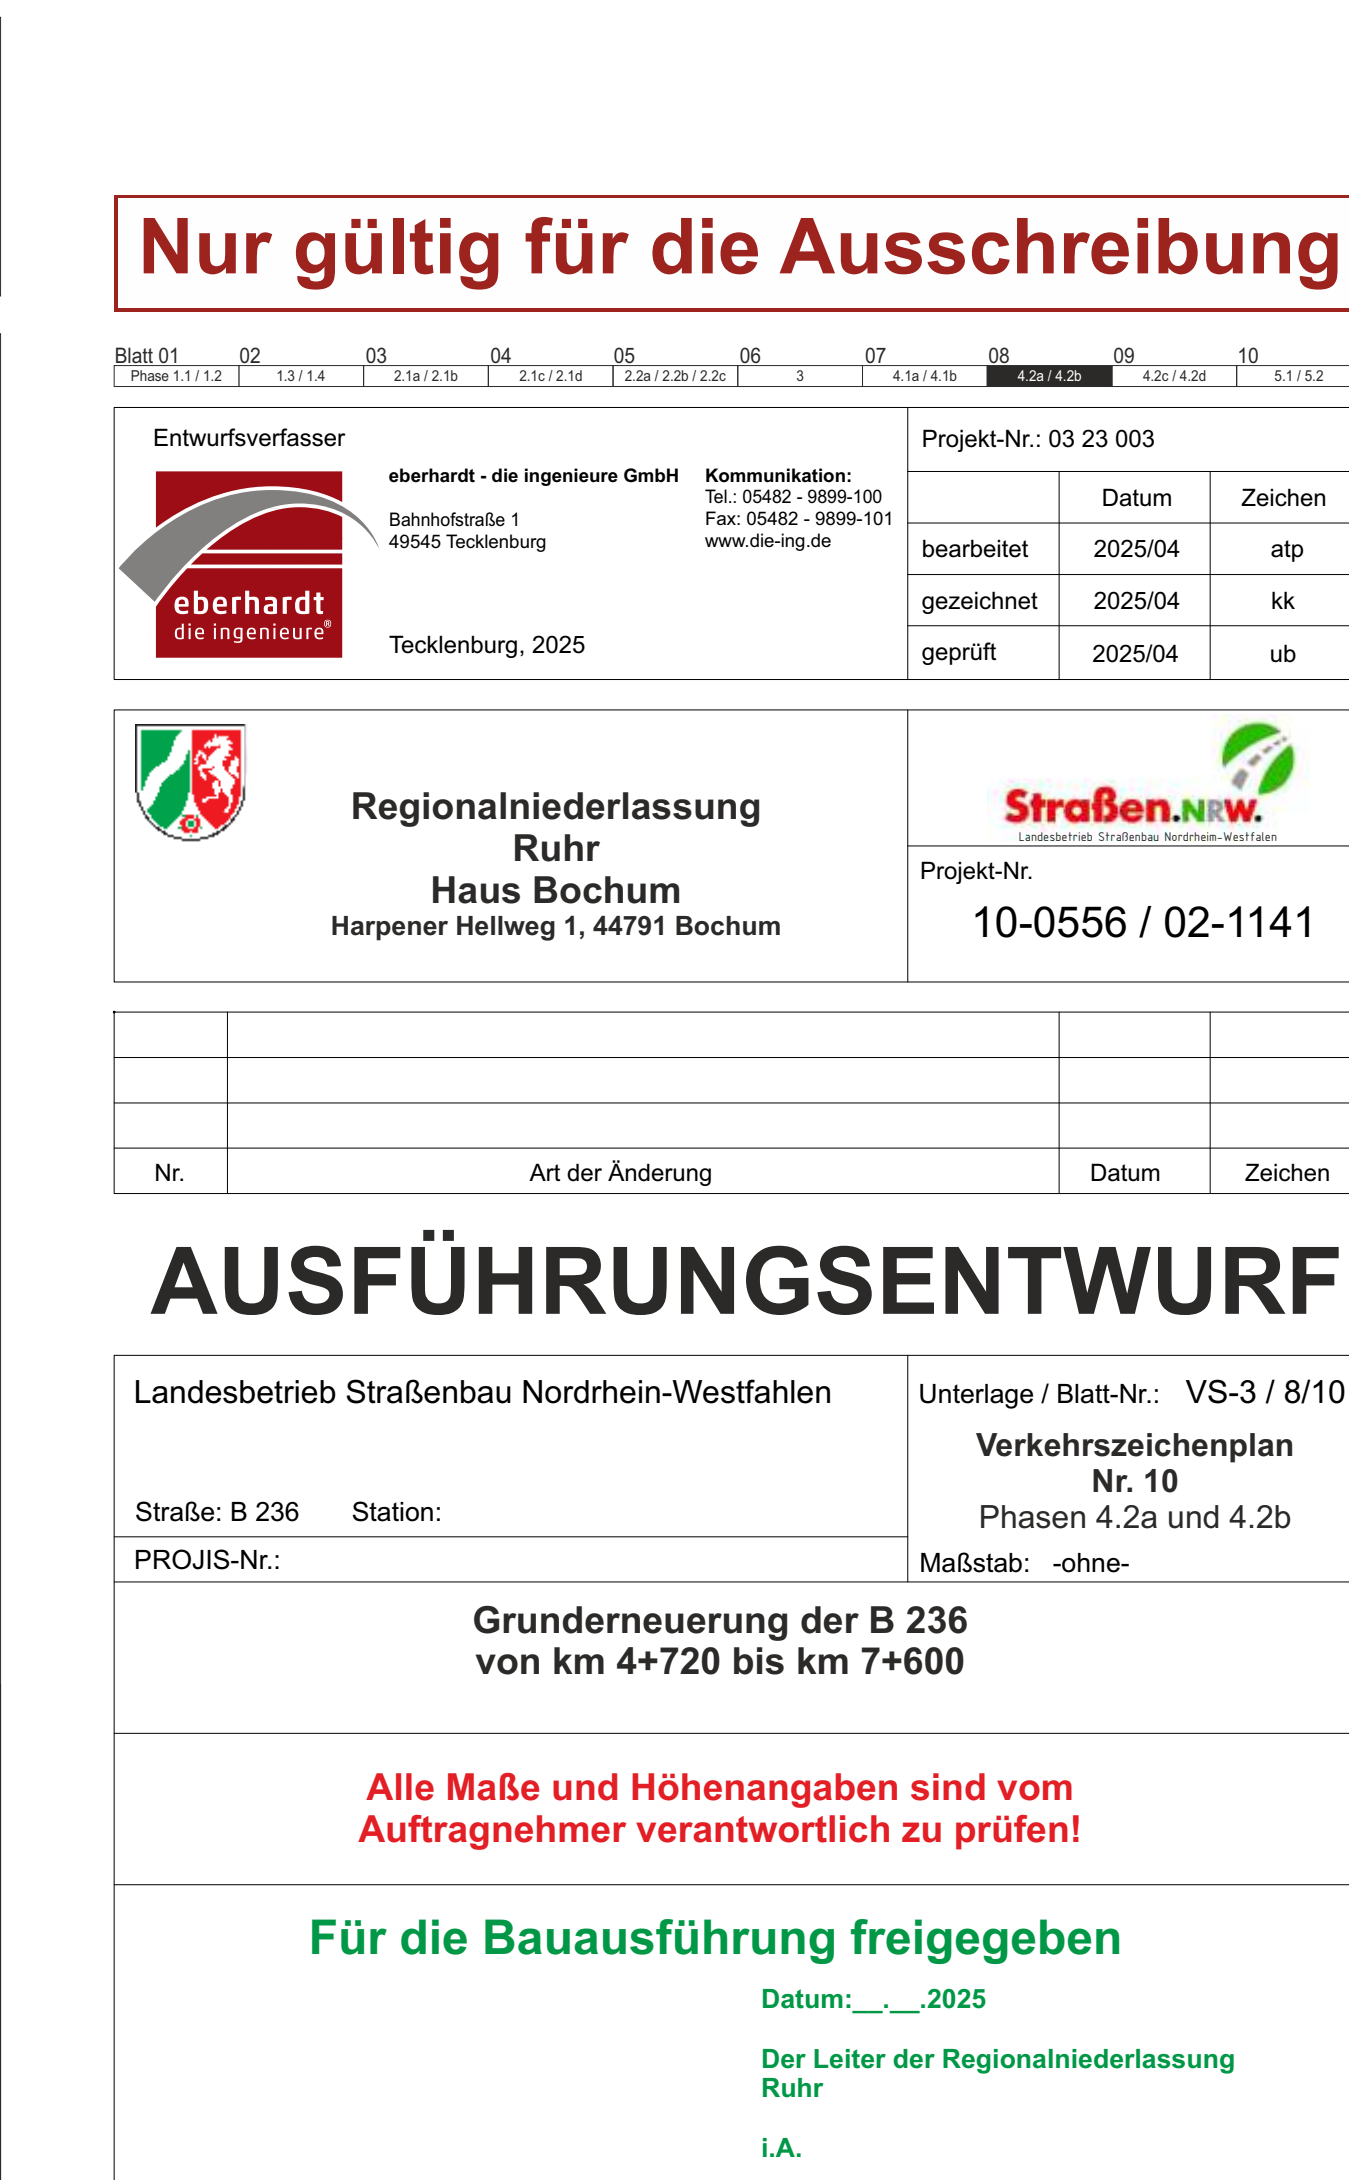 Nur gültig für die Ausschreibung
Blatt 01 02 03 04 05 06 07 08 09 10
Phase 1.1 / 1.2 1.3 / 1.4 2.1a / 2.1b 2.1c / 2.1d 2.2a / 2.2b / 2.2c 3 4.1a / 4.1b 4.2a / 4.2b 4.2c / 4.2d 5.1 / 5.2
Entwurfsverfasser
eberhardt
die ingenieure®
eberhardt - die ingenieure GmbH
Bahnhofstraße 1
49545 Tecklenburg
Tecklenburg, 2025
Kommunikation:
Tel.: 05482 - 9899-100
Fax: 05482 - 9899-101
www.die-ing.de
Projekt-Nr.: 03 23 003
Datum Zeichen
bearbeitet 2025/04 atp
gezeichnet 2025/04 kk
geprüft 2025/04 ub
Regionalniederlassung
Ruhr
Haus Bochum
Harpener Hellweg 1, 44791 Bochum
Straßen.NRW.
Landesbetrieb Straßenbau Nordrhein-Westfalen
Projekt-Nr.
10-0556 / 02-1141
Nr. Art der Änderung Datum Zeichen
AUSFÜHRUNGSENTWURF
Landesbetrieb Straßenbau Nordrhein-Westfahlen
Straße: B 236 Station:
PROJIS-Nr.:
Unterlage / Blatt-Nr.: VS-3 / 8/10
Verkehrszeichenplan
Nr. 10
Phasen 4.2a und 4.2b
Maßstab: -ohne-
Grunderneuerung der B 236
von km 4+720 bis km 7+600
Alle Maße und Höhenangaben sind vom
Auftragnehmer verantwortlich zu prüfen!
Für die Bauausführung freigegeben
Datum:__.__.2025
Der Leiter der Regionalniederlassung
Ruhr
i.A.